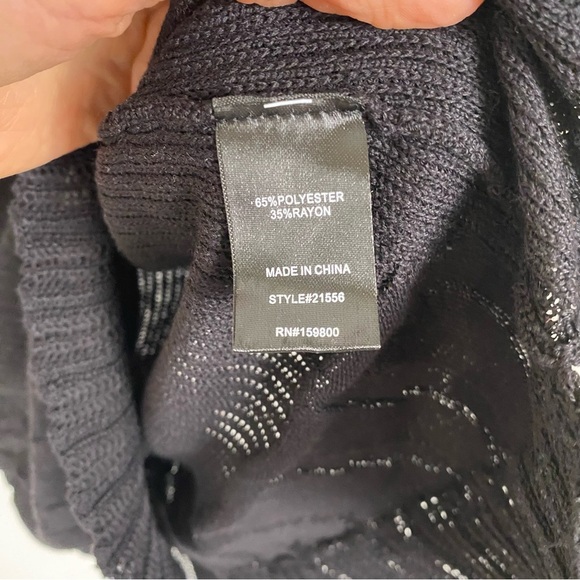 65%POLYESTER
35%RAYON
MADE IN CHINA
STYLE#21556
RN#159800